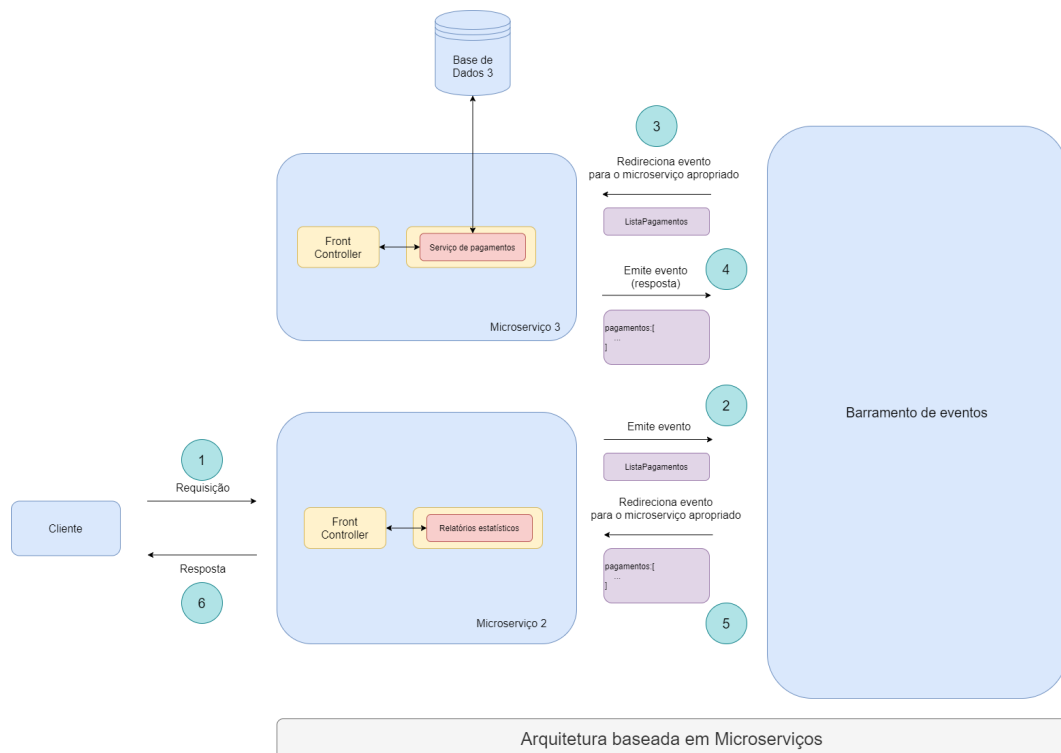 Base de
Dados 3
3
Redireciona evento
para o microserviço apropriado
ListaPagamentos
Front
Controller
Serviço de pagamentos
4
Emite evento
(resposta)
pagamentos:[
...
]
Microserviço 3
Barramento de eventos
2
Emite evento
ListaPagamentos
1
Requisição
Redireciona evento
para o microserviço apropriado
Cliente
Front
Controller
Relatórios estatísticos
pagamentos:[
...
]
Resposta
6
Microserviço 2
5
Arquitetura baseada em Microserviços